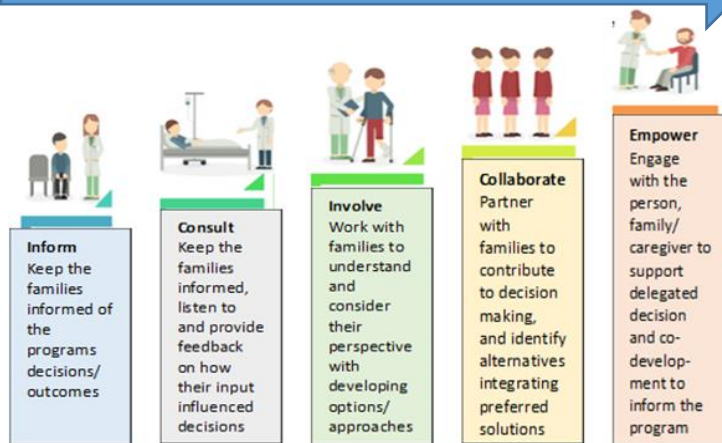 Inform
Keep the
families
informed of
the
programs
decisions/
outcomes
Consult
Keep the
families
informed,
listen to
and provide
feedback
on how
their input
influenced
decisions
Involve
Work with
families to
understand
and
consider
their
perspective
with
developing
options/
approaches
Collaborate
Partner
with
families to
contribute
to decision
making,
and identify
alternatives
integrating
preferred
solutions
,
Empower
Engage
with the
person,
family/
caregiver to
support
delegated
decision
and co-
develop-
ment to
inform the
program